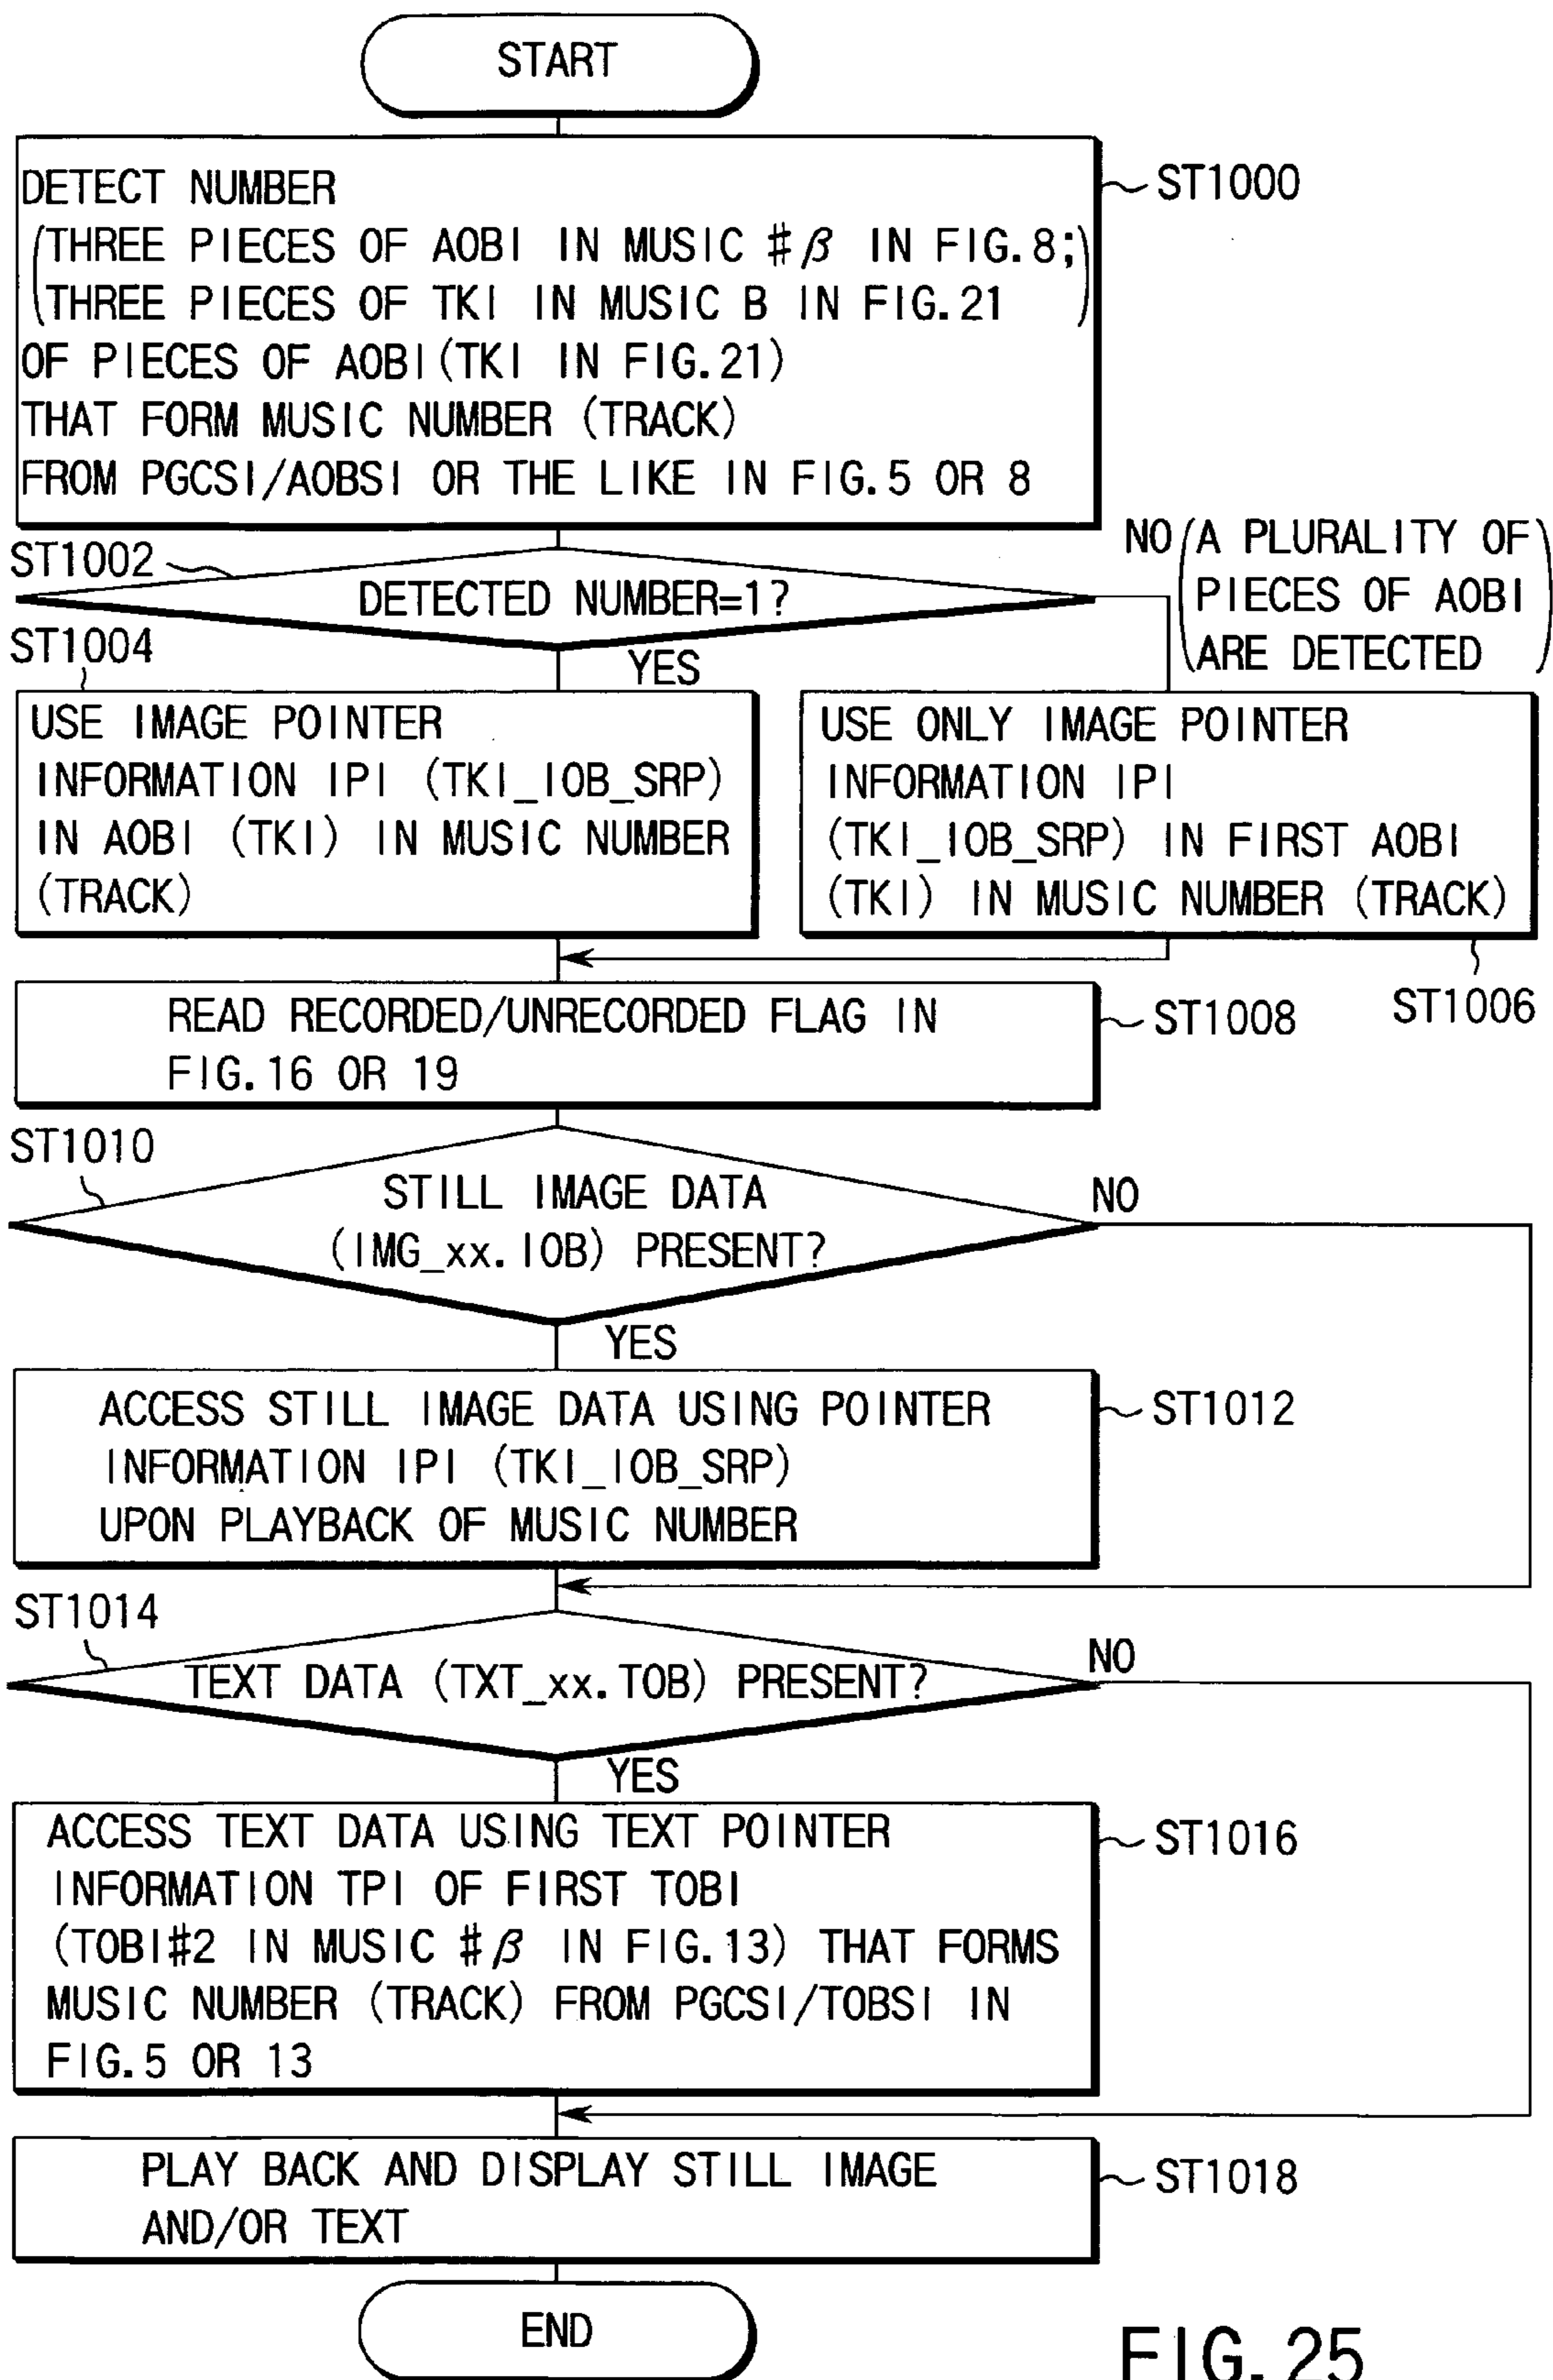 START
ST1000
DETECT NUMBER
(THREE PIECES OF AOBI IN MUSIC #β IN FIG.8;
THREE PIECES OF TKI IN MUSIC B IN FIG.21)
OF PIECES OF AOBI(TKI IN FIG.21)
THAT FORM MUSIC NUMBER (TRACK)
FROM PGCSI/AOBSI OR THE LIKE IN FIG.5 OR 8
ST1002
DETECTED NUMBER=1?
NO (A PLURALITY OF
PIECES OF AOBI
ARE DETECTED)
YES
ST1004
USE IMAGE POINTER
INFORMATION IPI (TKI_IOB_SRP)
IN AOBI (TKI) IN MUSIC NUMBER
(TRACK)
USE ONLY IMAGE POINTER
INFORMATION IPI
(TKI_IOB_SRP) IN FIRST AOBI
(TKI) IN MUSIC NUMBER (TRACK)
ST1006
READ RECORDED/UNRECORDED FLAG IN
FIG.16 OR 19
ST1008
ST1010
STILL IMAGE DATA
(IMG_xx.IOB) PRESENT?
NO
YES
ACCESS STILL IMAGE DATA USING POINTER
INFORMATION IPI (TKI_IOB_SRP)
UPON PLAYBACK OF MUSIC NUMBER
ST1012
ST1014
TEXT DATA (TXT_xx.TOB) PRESENT?
NO
YES
ACCESS TEXT DATA USING TEXT POINTER
INFORMATION TPI OF FIRST TOBI
(TOBI#2 IN MUSIC #β IN FIG.13) THAT FORMS
MUSIC NUMBER (TRACK) FROM PGCSI/TOBSI IN
FIG.5 OR 13
ST1016
PLAY BACK AND DISPLAY STILL IMAGE
AND/OR TEXT
ST1018
END
FIG.25